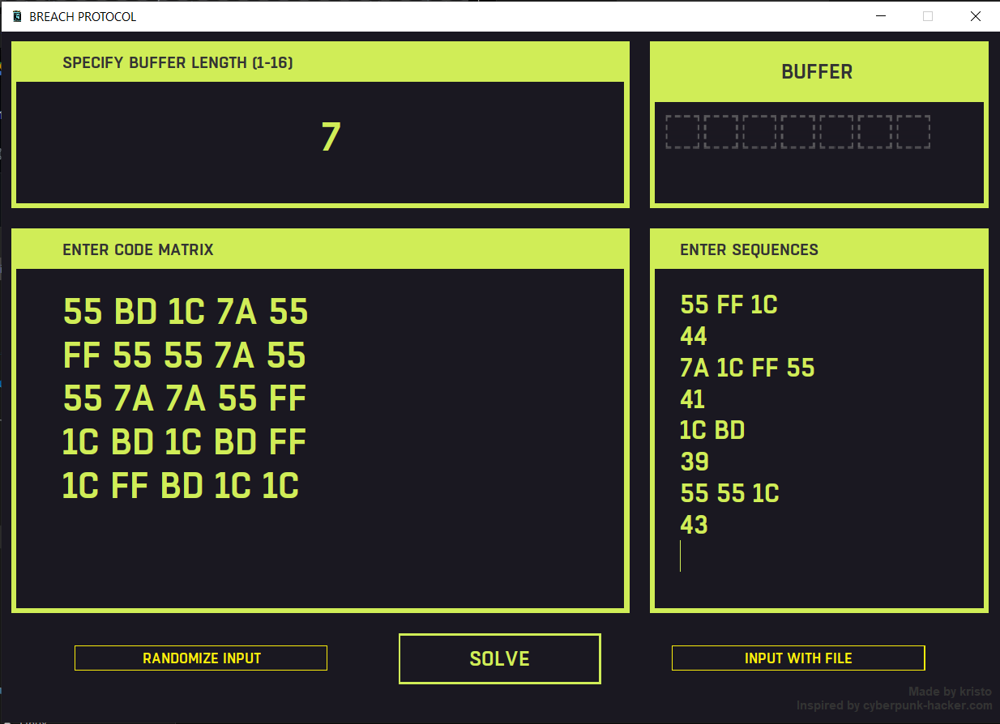 BREACH PROTOCOL
SPECIFY BUFFER LENGTH (1-16)
7
BUFFER
ENTER CODE MATRIX
55 BD 1C 7A 55
FF 55 55 7A 55
55 7A 7A 55 FF
1C BD 1C BD FF
1C FF BD 1C 1C
ENTER SEQUENCES
55 FF 1C
44
7A 1C FF 55
41
1C BD
39
55 55 1C
43
RANDOMIZE INPUT
SOLVE
INPUT WITH FILE
Made by kristo
Inspired by cyberpunk-hacker.com